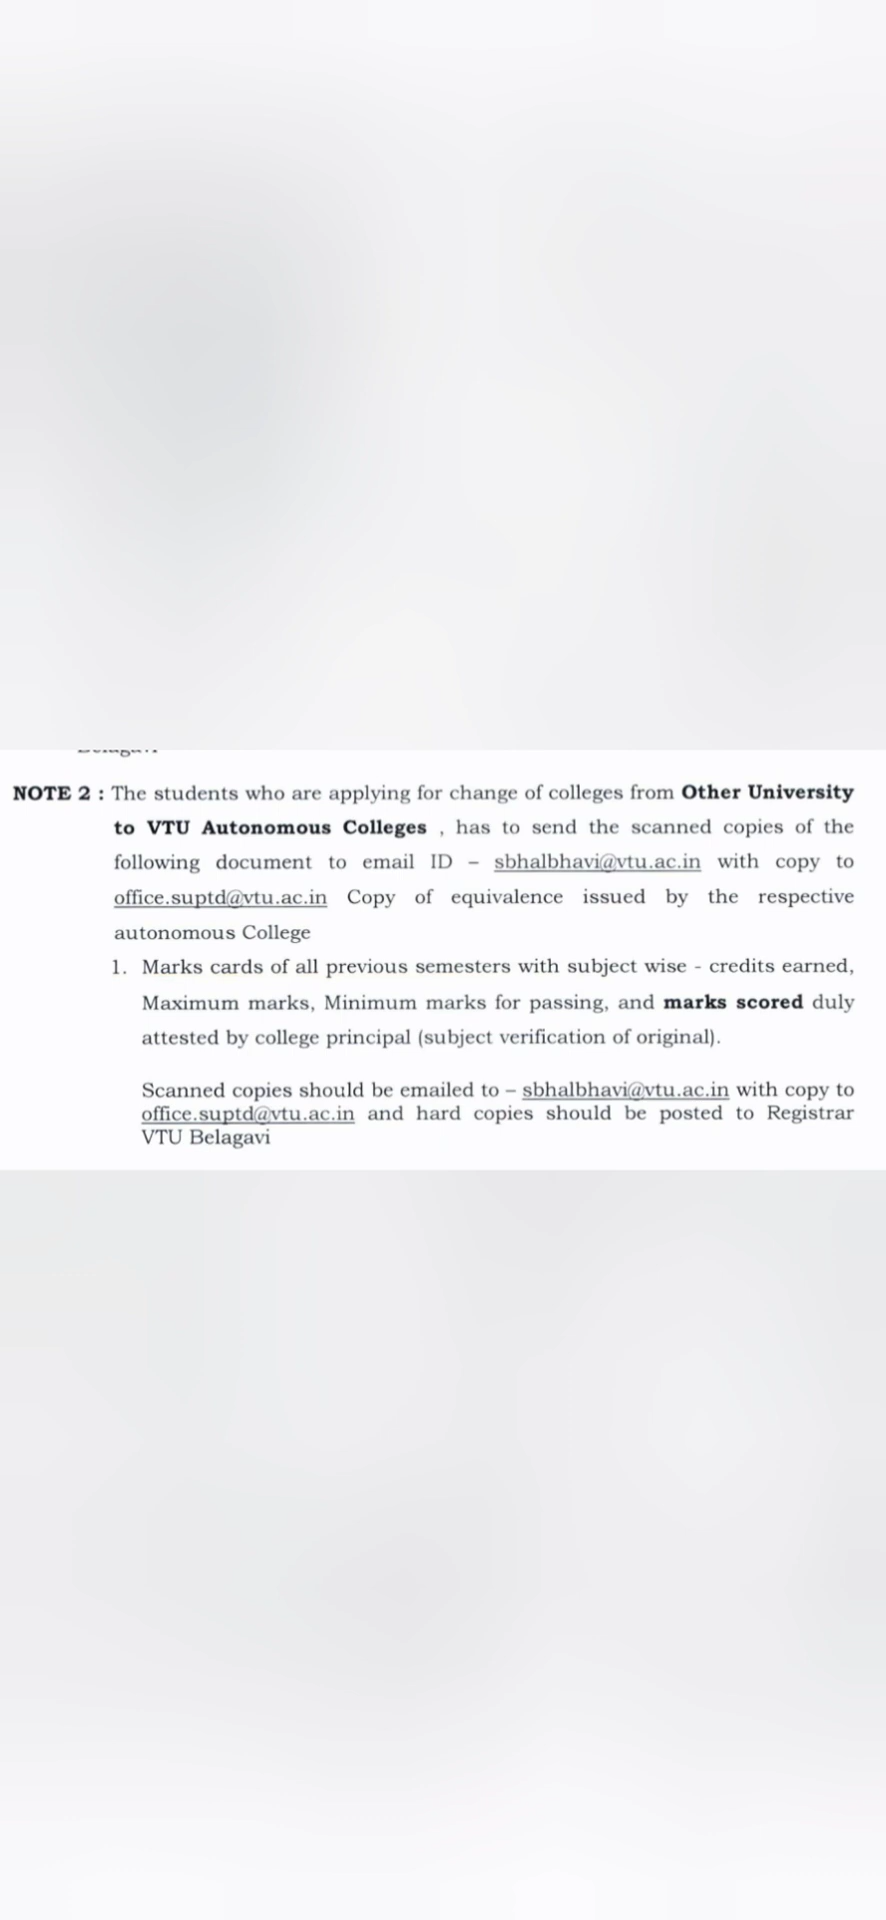 NOTE 2 : The students who are applying for change of colleges from Other University
to VTU Autonomous Colleges , has to send the scanned copies of the
following document to email ID – sbhalbhavi@vtu.ac.in with copy to
office.suptd@vtu.ac.in Copy of equivalence issued by the respective
autonomous College
1. Marks cards of all previous semesters with subject wise - credits earned,
Maximum marks, Minimum marks for passing, and marks scored duly
attested by college principal (subject verification of original).
Scanned copies should be emailed to – sbhalbhavi@vtu.ac.in with copy to
office.suptd@vtu.ac.in and hard copies should be posted to Registrar
VTU Belagavi